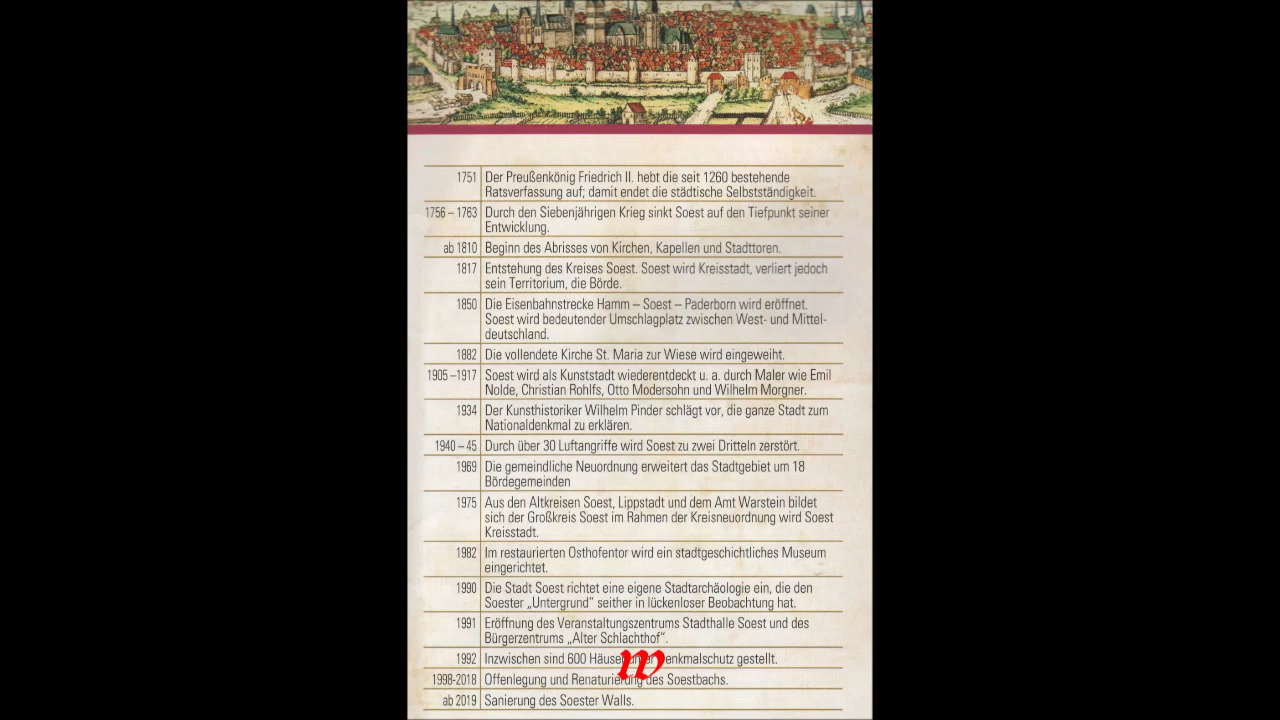 1751 Der Preußenkönig Friedrich II. hebt die seit 1260 bestehende
Ratsverfassung auf; damit endet die städtische Selbstständigkeit.
1756 – 1763 Durch den Siebenjährigen Krieg sinkt Soest auf den Tiefpunkt seiner
Entwicklung.
ab 1810 Beginn des Abrisses von Kirchen, Kapellen und Stadttoren.
1817 Entstehung des Kreises Soest. Soest wird Kreisstadt, verliert jedoch
sein Territorium, die Börde.
1850 Die Eisenbahnstrecke Hamm – Soest – Paderborn wird eröffnet.
Soest wird bedeutender Umschlagplatz zwischen West- und Mittel-
deutschland.
1882 Die vollendete Kirche St. Maria zur Wiese wird eingeweiht.
1905 –1917 Soest wird als Kunststadt wiederentdeckt u. a. durch Maler wie Emil
Nolde, Christian Rohlfs, Otto Modersohn und Wilhelm Morgner.
1934 Der Kunsthistoriker Wilhelm Pinder schlägt vor, die ganze Stadt zum
Nationaldenkmal zu erklären.
1940 – 45 Durch über 30 Luftangriffe wird Soest zu zwei Dritteln zerstört.
1969 Die gemeindliche Neuordnung erweitert das Stadtgebiet um 18
Bördegemeinden
1975 Aus den Altkreisen Soest, Lippstadt und dem Amt Warstein bildet
sich der Großkreis Soest im Rahmen der Kreisneuordnung wird Soest
Kreisstadt.
1982 Im restaurierten Osthofentor wird ein stadtgeschichtliches Museum
eingerichtet.
1990 Die Stadt Soest richtet eine eigene Stadtarchäologie ein, die den
Soester „Untergrund“ seither in lückenloser Beobachtung hat.
1991 Eröffnung des Veranstaltungszentrums Stadthalle Soest und des
Bürgerzentrums „Alter Schlachthof“.
1992 Inzwischen sind 600 Häuser unter Denkmalschutz gestellt.
1998-2018 Offenlegung und Renaturierung des Soestbachs.
ab 2019 Sanierung des Soester Walls.
w